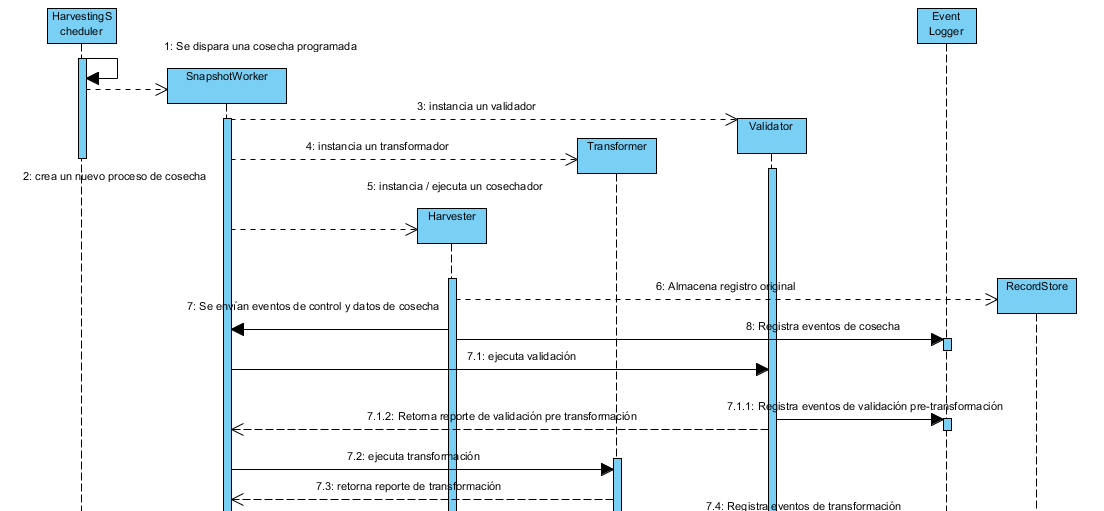 HarvestingS
cheduler
Event
Logger
1: Se dispara una cosecha programada
SnapshotWorker
3: instancia un validador
Validator
4: instancia un transformador
Transformer
2: crea un nuevo proceso de cosecha
5: instancia / ejecuta un cosechador
Harvester
6: Almacena registro original
RecordStore
7: Se envían eventos de control y datos de cosecha
8: Registra eventos de cosecha
7.1: ejecuta validación
7.1.1: Registra eventos de validación pre-transformación
7.1.2: Retorna reporte de validación pre transformación
7.2: ejecuta transformación
7.3: retorna reporte de transformación
7.4: Registra eventos de transformación